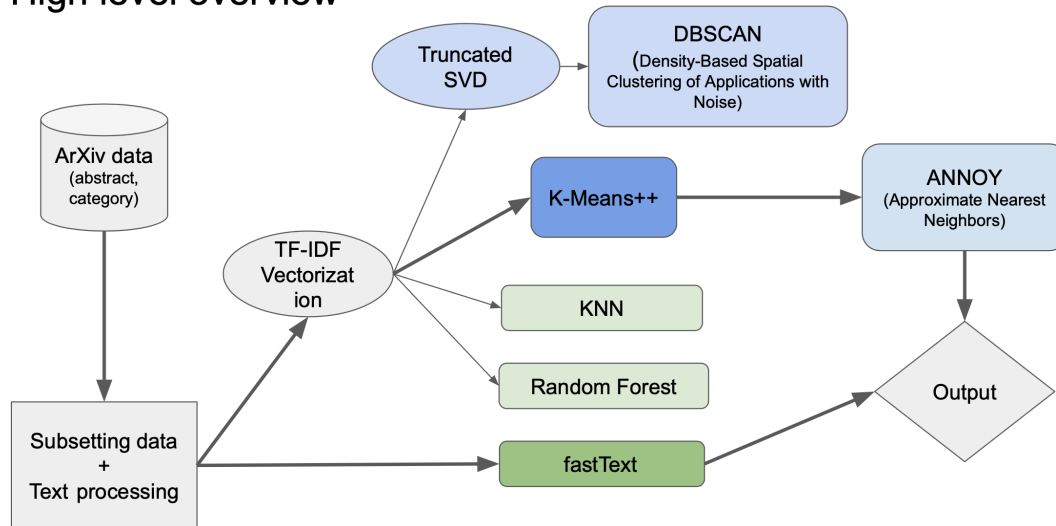 High level overview
Truncated
SVD
DBSCAN
(Density-Based Spatial
Clustering of Applications with
Noise)
ArXiv data
(abstract,
category)
K-Means++
ANNOY
(Approximate Nearest
Neighbors)
TF-IDF
Vectorizat
ion
KNN
Random Forest
Output
Subsetting data
+
Text processing
fastText